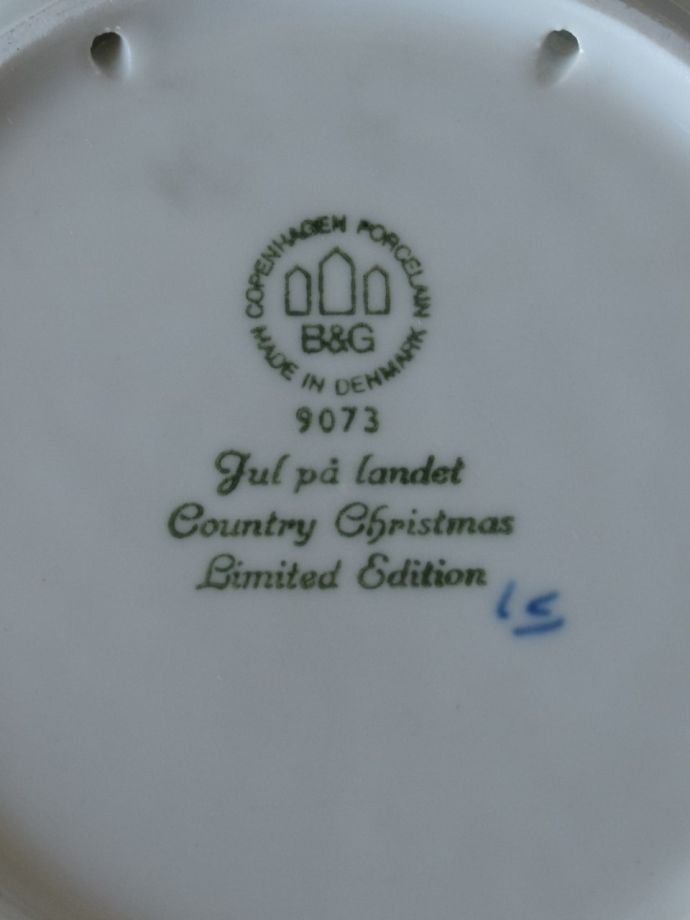 COPENHAGEN PORCELAIN
B&G
MADE IN DENMARK
9073
Jul på landet
Country Christmas
Limited Edition